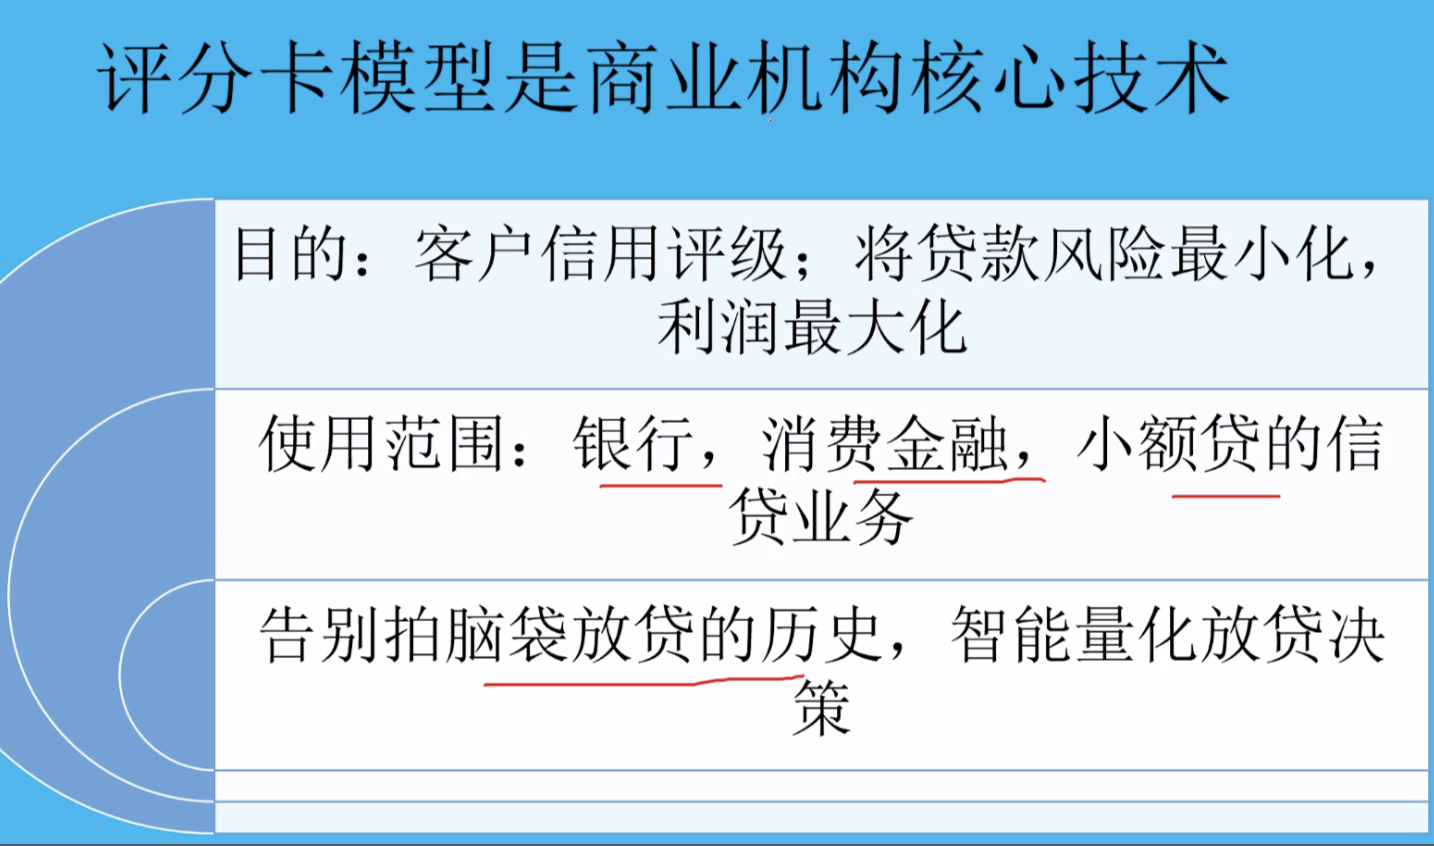 评分卡模型是商业机构核心技术
目的：客户信用评级；将贷款风险最小化，
利润最大化
使用范围：银行，消费金融，小额贷的信
贷业务
告别拍脑袋放贷的历史，智能量化放贷决
策